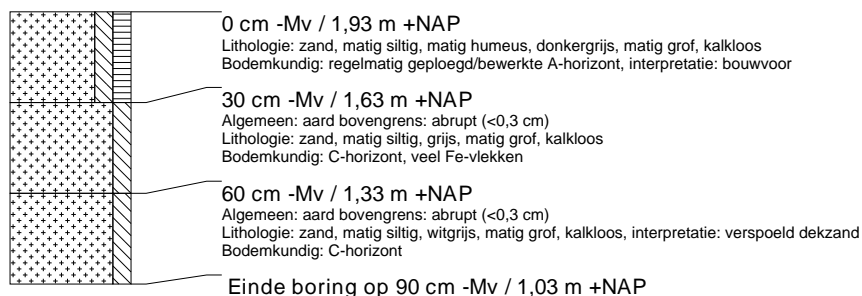 0 cm -Mv / 1,93 m +NAP
Lithologie: zand, matig siltig, matig humeus, donkergrijs, matig grof, kalkloos
Bodemkundig: regelmatig geploegd/bewerkte A-horizont, interpretatie: bouwvoor
30 cm -Mv / 1,63 m +NAP
Algemeen: aard bovengrens: abrupt (<0,3 cm)
Lithologie: zand, matig siltig, grijs, matig grof, kalkloos
Bodemkundig: C-horizont, veel Fe-vlekken
60 cm -Mv / 1,33 m +NAP
Algemeen: aard bovengrens: abrupt (<0,3 cm)
Lithologie: zand, matig siltig, witgrijs, matig grof, kalkloos, interpretatie: verspoeld dekzand
Bodemkundig: C-horizont
Einde boring op 90 cm -Mv / 1,03 m +NAP